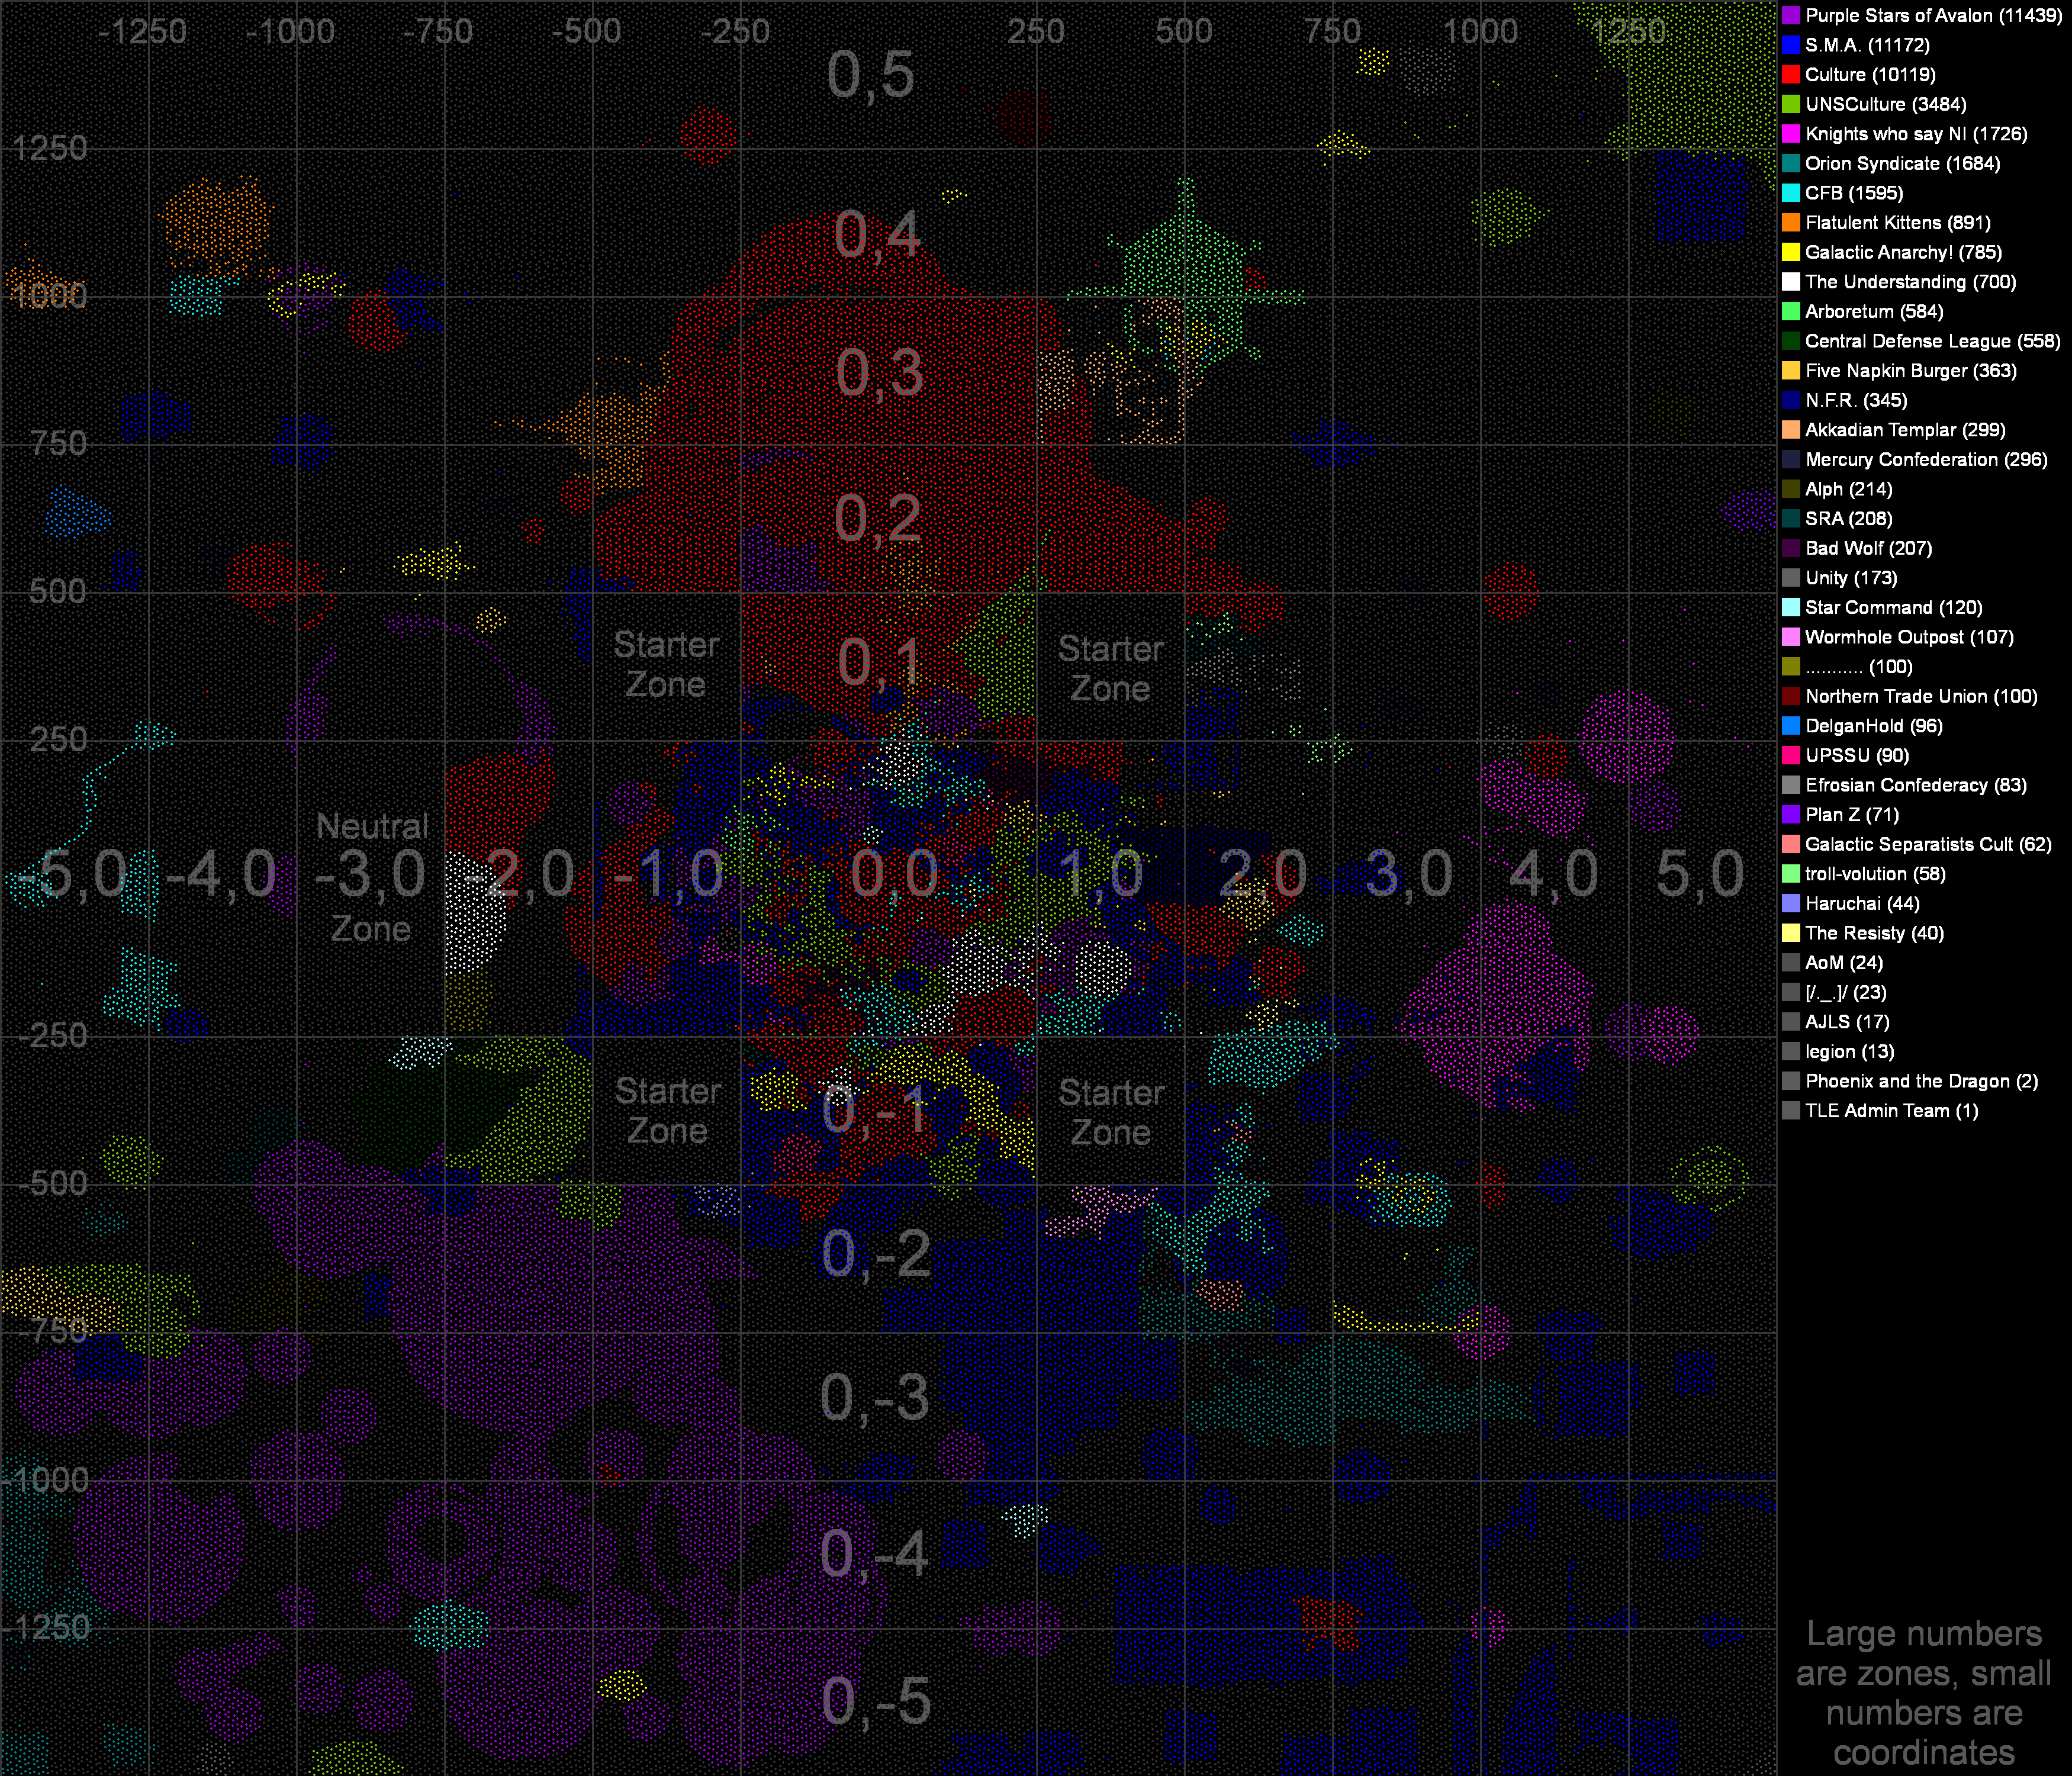 -1250 -1000 -750 -500 -250 250 500 750 1000 1250
0,5
1250
0,4
1000
0,3
750
0,2
500
Starter Zone
0,1
Starter Zone
250
Neutral Zone
-5,0 -4,0 -3,0 -2,0 -1,0 0,0 1,0 2,0 3,0 4,0 5,0
-250
Starter Zone
0,-1
Starter Zone
-500
0,-2
-750
0,-3
-1000
0,-4
-1250
0,-5
Purple Stars of Avalon (11439)
S.M.A. (11172)
Culture (10119)
UNSCulture (3484)
Knights who say NI (1726)
Orion Syndicate (1684)
CFB (1595)
Flatulent Kittens (891)
Galactic Anarchy! (785)
The Understanding (700)
Arboretum (584)
Central Defense League (558)
Five Napkin Burger (363)
N.F.R. (345)
Akkadian Templar (299)
Mercury Confederation (296)
Alph (214)
SRA (208)
Bad Wolf (207)
Unity (173)
Star Command (120)
Wormhole Outpost (107)
.......... (100)
Northern Trade Union (100)
DelganHold (96)
UPSSU (90)
Efrosian Confederacy (83)
Plan Z (71)
Galactic Separatists Cult (62)
troll-volution (58)
Haruchai (44)
The Resisty (40)
AoM (24)
[/._.]/ (23)
AJLS (17)
legion (13)
Phoenix and the Dragon (2)
TLE Admin Team (1)
Large numbers
are zones, small
numbers are
coordinates